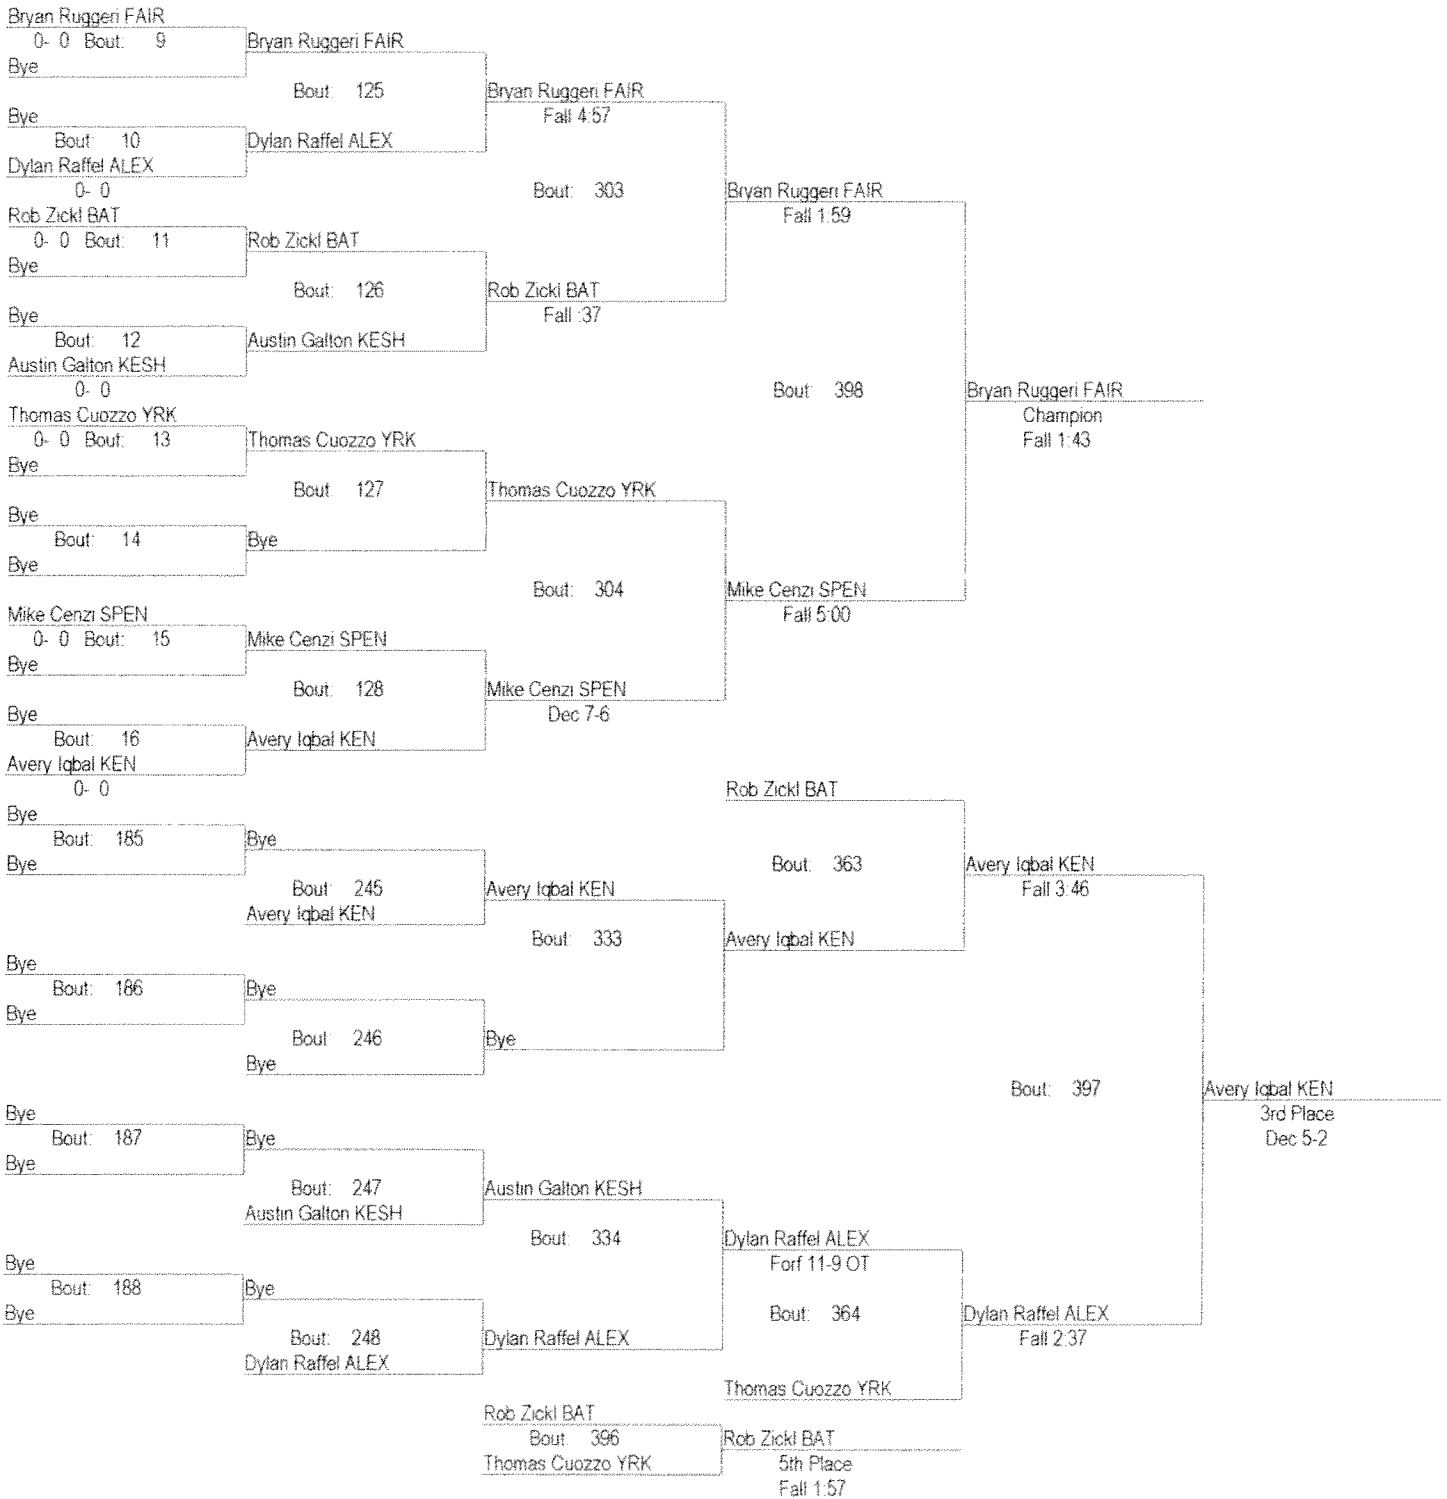 Bryan Ruggeri FAIR
0- 0 Bout: 9
Bryan Ruggeri FAIR
Bye
Bout: 125
Bryan Ruggeri FAIR
Fall 4:57
Bye
Bout: 10
Dylan Raffel ALEX
Dylan Raffel ALEX
0- 0
Bout: 303
Bryan Ruggeri FAIR
Fall 1:59
Rob Zickl BAT
0- 0 Bout: 11
Rob Zickl BAT
Bye
Bout: 126
Rob Zickl BAT
Fall :37
Bye
Bout: 12
Austin Galton KESH
Austin Galton KESH
0- 0
Bout: 398
Bryan Ruggeri FAIR
Champion
Fall 1:43
Thomas Cuozzo YRK
0- 0 Bout: 13
Thomas Cuozzo YRK
Bye
Bout: 127
Thomas Cuozzo YRK
Bye
Bout: 14
Bye
Bye
Bout: 304
Mike Cenzi SPEN
Fall 5:00
Mike Cenzi SPEN
0- 0 Bout: 15
Mike Cenzi SPEN
Bye
Bout: 128
Mike Cenzi SPEN
Dec 7-6
Bye
Bout: 16
Avery Iqbal KEN
Avery Iqbal KEN
0- 0
Rob Zickl BAT
Bye
Bout: 185
Bye
Bye
Bout: 363
Avery Iqbal KEN
Fall 3:46
Bout: 245
Avery Iqbal KEN
Avery Iqbal KEN
Bout: 333
Avery Iqbal KEN
Bye
Bout: 186
Bye
Bye
Bout: 246
Bye
Bye
Bout: 397
Avery Iqbal KEN
3rd Place
Dec 5-2
Bye
Bout: 187
Bye
Bye
Bout: 247
Austin Galton KESH
Austin Galton KESH
Bout: 334
Dylan Raffel ALEX
Forf 11-9 OT
Bye
Bout: 188
Bye
Bye
Bout: 364
Dylan Raffel ALEX
Fall 2:37
Bout: 248
Dylan Raffel ALEX
Dylan Raffel ALEX
Thomas Cuozzo YRK
Rob Zickl BAT
Bout: 396
Rob Zickl BAT
Thomas Cuozzo YRK
5th Place
Fall 1:57